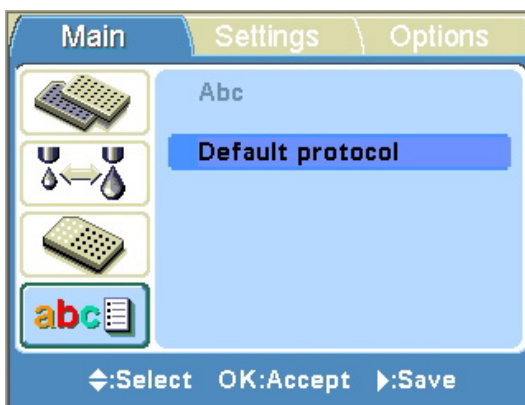 Main Settings Options
Abc
Default protocol
abc
:Select OK:Accept :Save